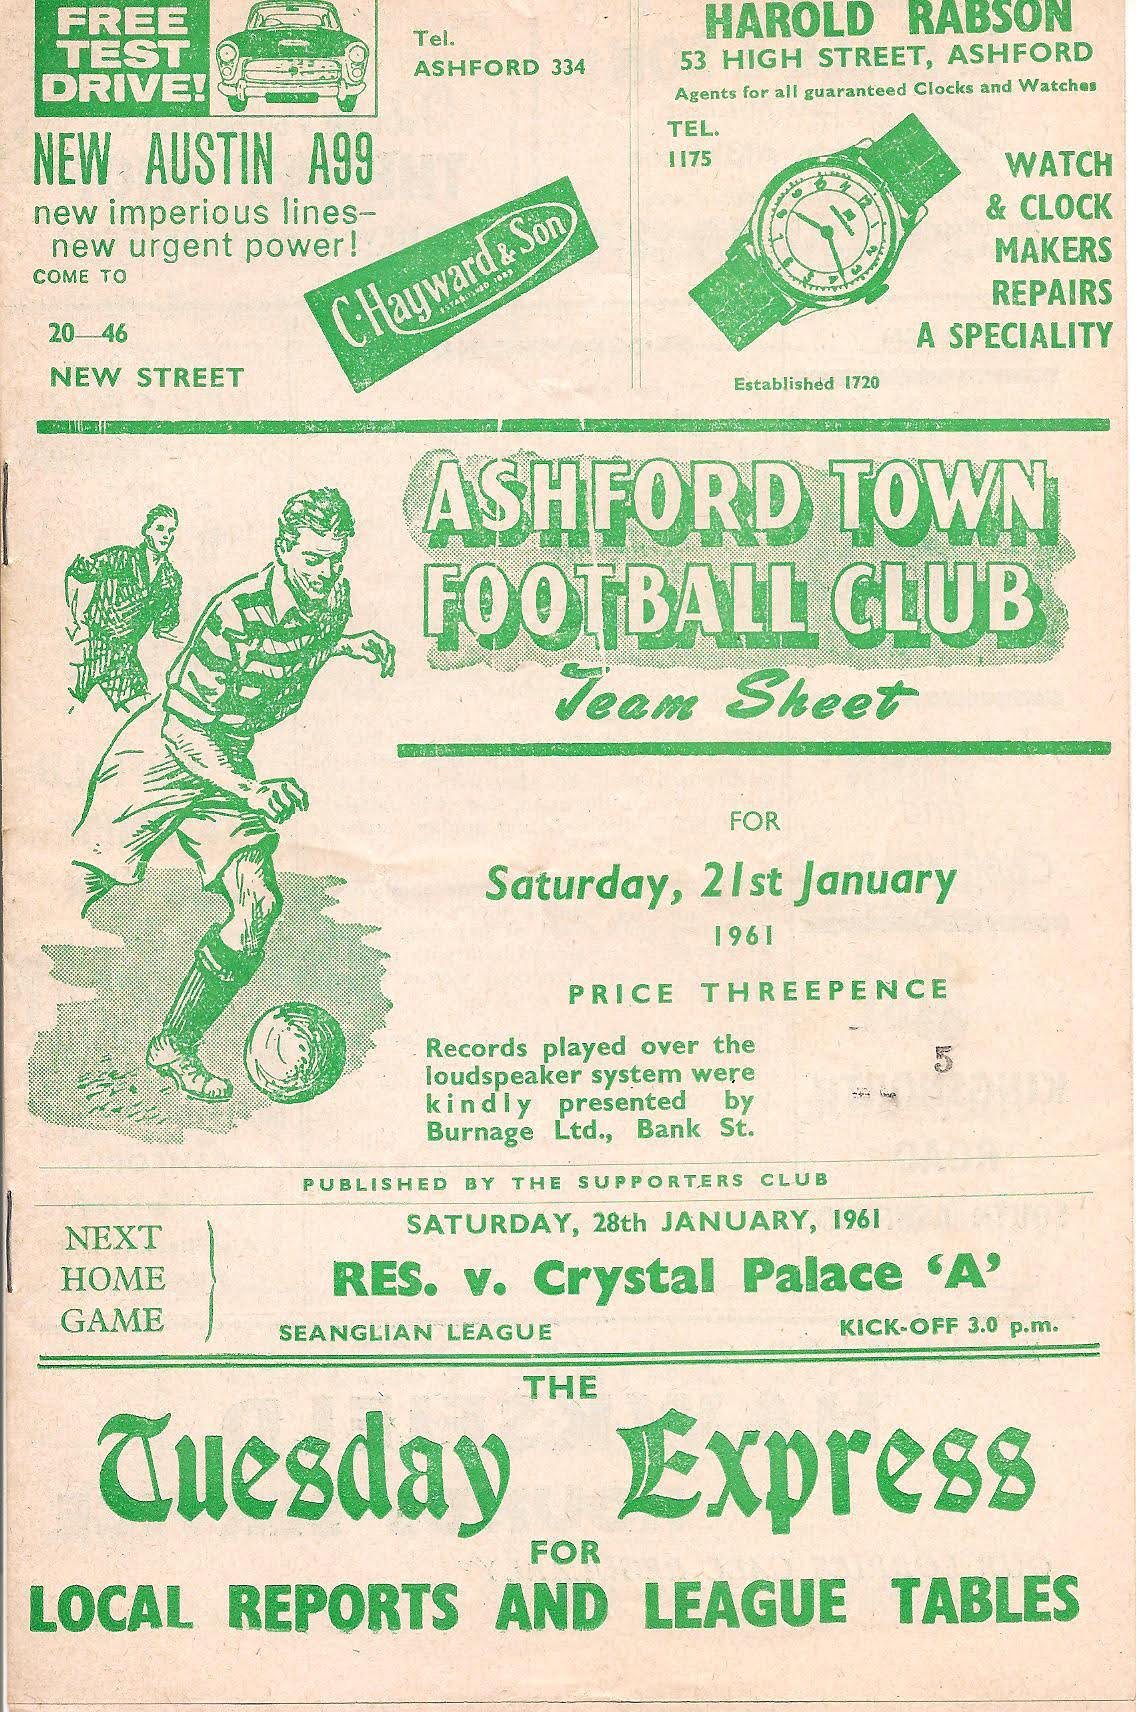 FREE
TEST
DRIVE!
NEW AUSTIN A99
new imperious lines—
new urgent power!
COME TO
20—46
NEW STREET
Tel.
ASHFORD 334
C. Hayward & Son
ESTABLISHED
HAROLD RABSON
53 HIGH STREET, ASHFORD
Agents for all guaranteed Clocks and Watches
TEL.
1175
WATCH
& CLOCK
MAKERS
REPAIRS
A SPECIALITY
Established 1720
ASHFORD TOWN
FOOTBALL CLUB
Team Sheet
FOR
Saturday, 21st January
1961
PRICE THREEPENCE
Records played over the
loudspeaker system were
kindly presented by
Burnage Ltd., Bank St.
5
PUBLISHED BY THE SUPPORTERS CLUB
NEXT
HOME
GAME
SATURDAY, 28th JANUARY, 1961
RES. v. Crystal Palace ‘A’
SEANGLIAN LEAGUE
KICK-OFF 3.0 p.m.
THE
Tuesday Express
FOR
LOCAL REPORTS AND LEAGUE TABLES